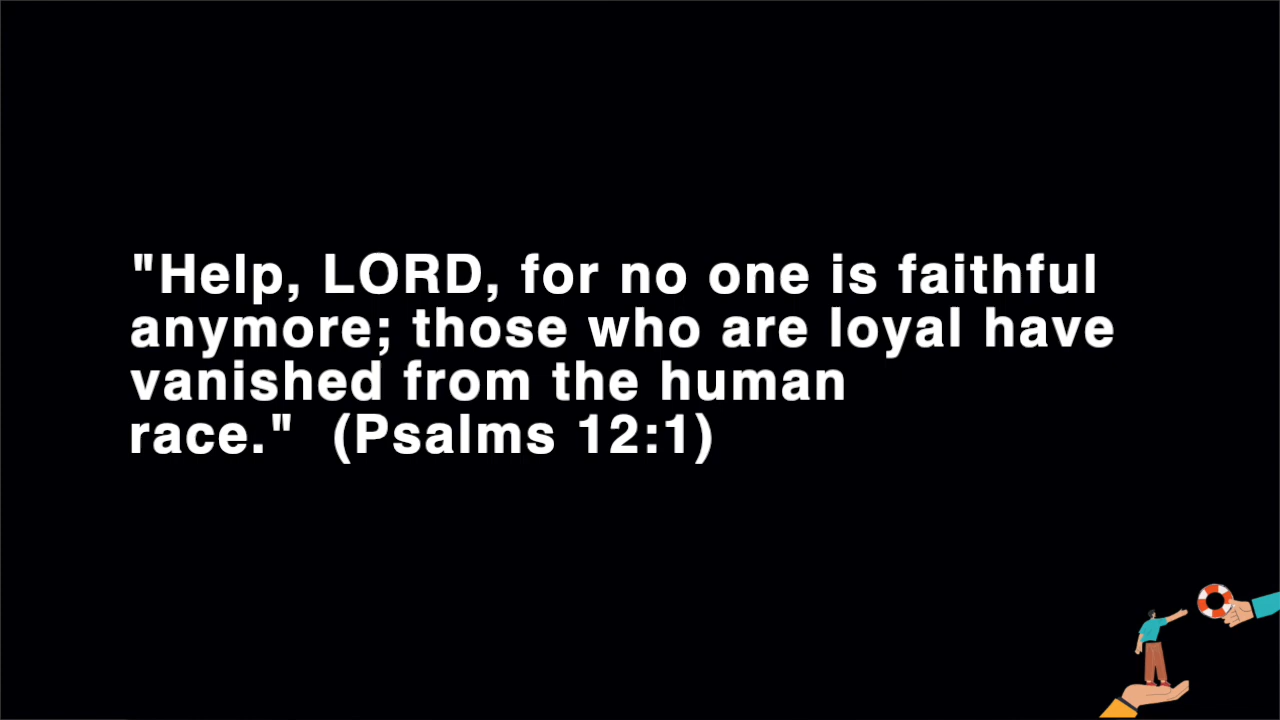 "Help, LORD, for no one is faithful
anymore; those who are loyal have
vanished from the human
race."  (Psalms 12:1)